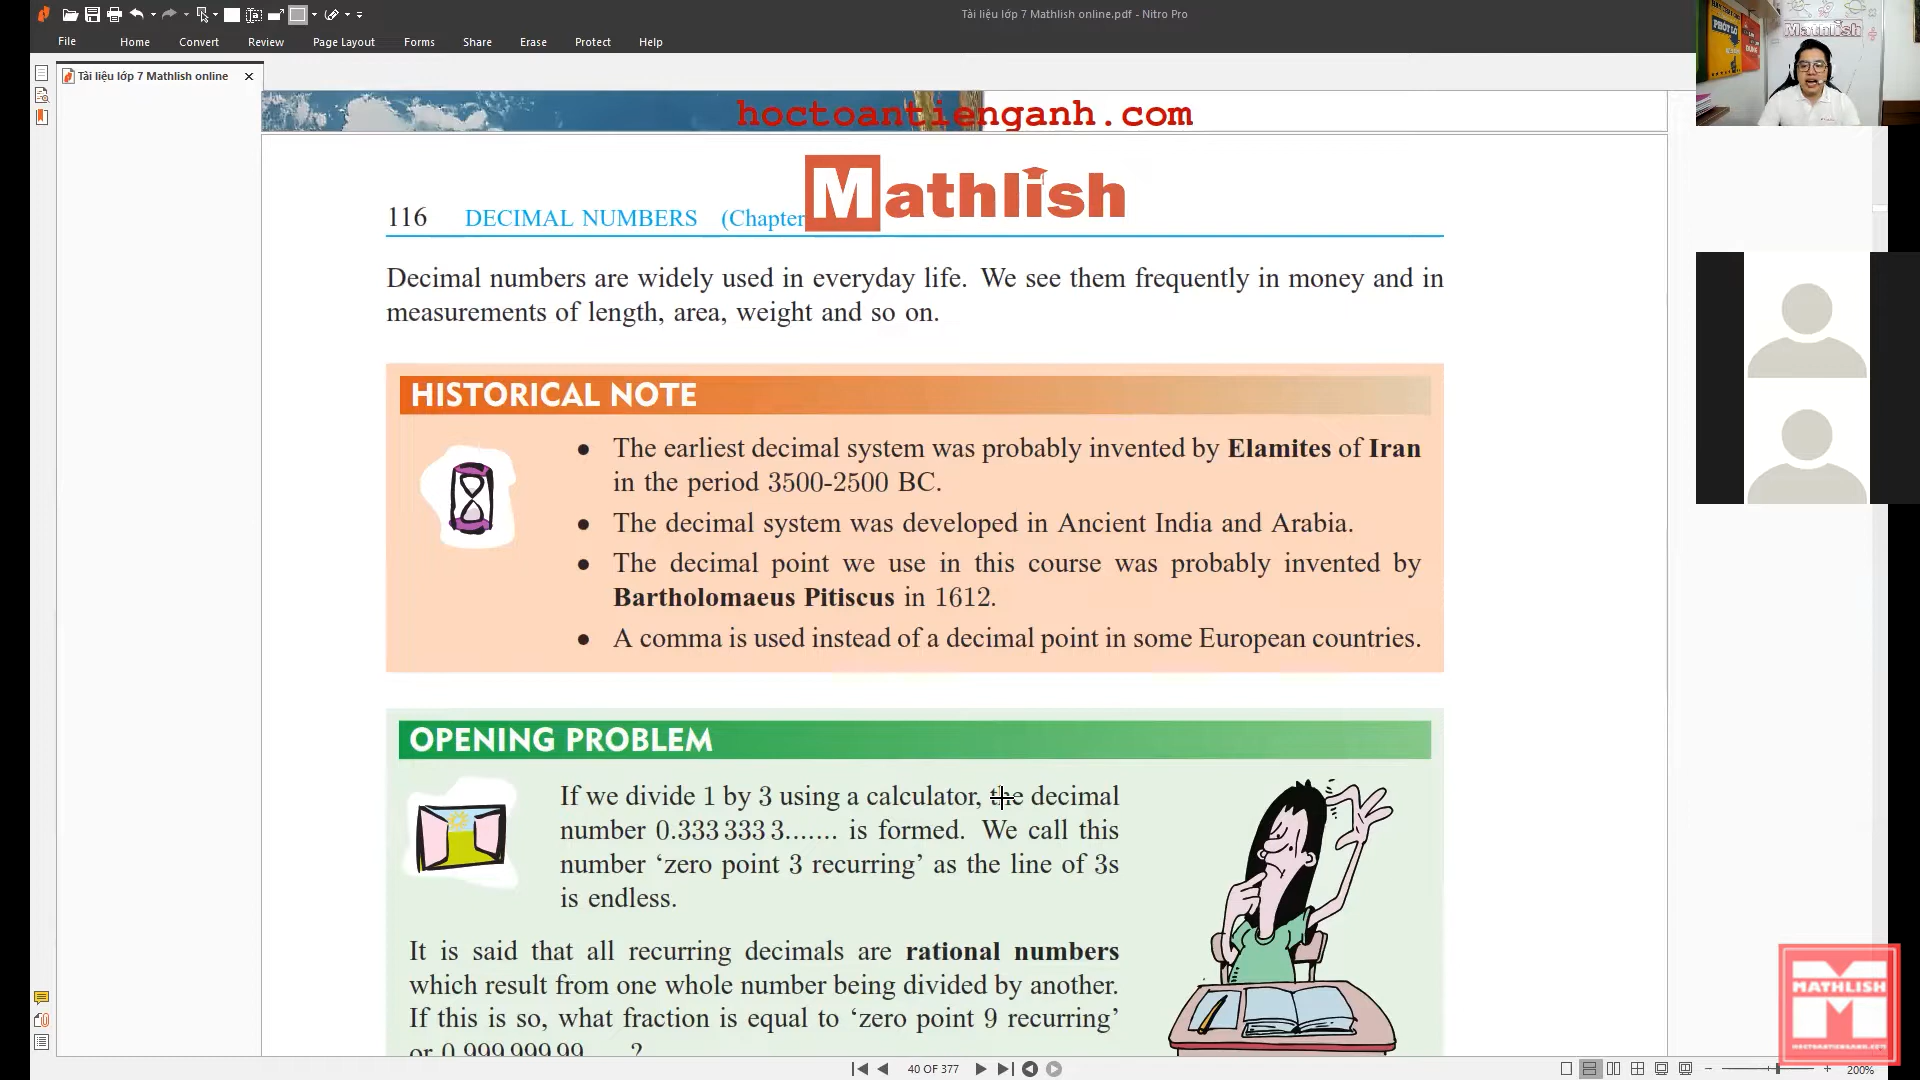 Tài liệu lớp 7 Mathlish online.pdf - Nitro Pro
File Home Convert Review Page Layout Forms Share Erase Protect Help
Tài liệu lớp 7 Mathlish online
hoctoantienganh.com
Mathlish
116 DECIMAL NUMBERS (Chapter
Decimal numbers are widely used in everyday life. We see them frequently in money and in
measurements of length, area, weight and so on.
HISTORICAL NOTE
• The earliest decimal system was probably invented by Elamites of Iran
in the period 3500-2500 BC.
• The decimal system was developed in Ancient India and Arabia.
• The decimal point we use in this course was probably invented by
Bartholomaeus Pitiscus in 1612.
• A comma is used instead of a decimal point in some European countries.
OPENING PROBLEM
If we divide 1 by 3 using a calculator, the decimal
number 0.333 333 3....... is formed. We call this
number ‘zero point 3 recurring’ as the line of 3s
is endless.
It is said that all recurring decimals are rational numbers
which result from one whole number being divided by another.
If this is so, what fraction is equal to ‘zero point 9 recurring’
or 0.999 999 99.....?
40 OF 377
200%
Mathlish
MATHLISH
M
HOCTOANTIENGANH.COM